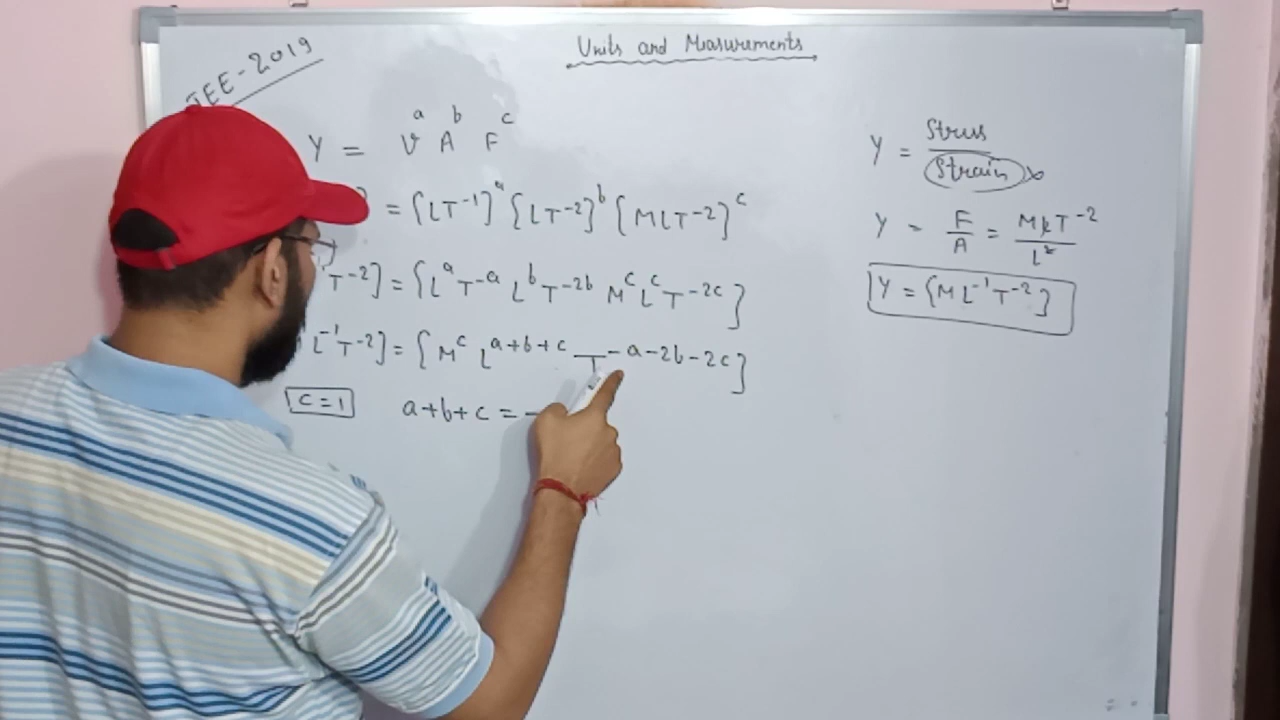 JEE-2019
Units and Measurements
Y = v^a A^b F^c
= [LT^-1]^a [LT^-2]^b [MLT^-2]^c
T^-2] = [L^a T^-a L^b T^-2b M^c L^c T^-2c]
L^-1 T^-2] = [M^c L^a+b+c T^-a-2b-2c]
c=1 a+b+c = -
Y = Stress / Strain ×
Y = F/A = MLT^-2 / L^2
Y = [ML^-1T^-2]